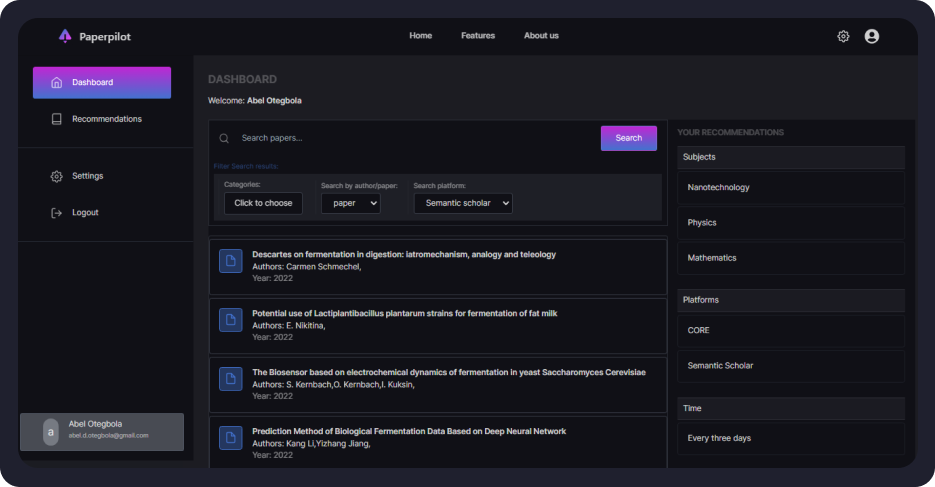 Paperpilot
Home
Features
About us
Dashboard
Recommendations
Settings
Logout
a
Abel Otegbola
abel.d.otegbola@gmail.com
DASHBOARD
Welcome: Abel Otegbola
Search papers...
Search
Filter Search results:
Categories:
Click to choose
Search by author/paper:
paper
Search platform:
Semantic scholar
Descartes on fermentation in digestion: iatromechanism, analogy and teleology
Authors: Carmen Schmechel,
Year: 2022
Potential use of Lactiplantibacillus plantarum strains for fermentation of fat milk
Authors: E. Nikitina,
Year: 2022
The Biosensor based on electrochemical dynamics of fermentation in yeast Saccharomyces Cerevisiae
Authors: S. Kernbach,O. Kernbach,I. Kuksin,
Year: 2022
Prediction Method of Biological Fermentation Data Based on Deep Neural Network
Authors: Kang Li,Yizhang Jiang,
Year: 2022
YOUR RECOMMENDATIONS
Subjects
Nanotechnology
Physics
Mathematics
Platforms
CORE
Semantic Scholar
Time
Every three days